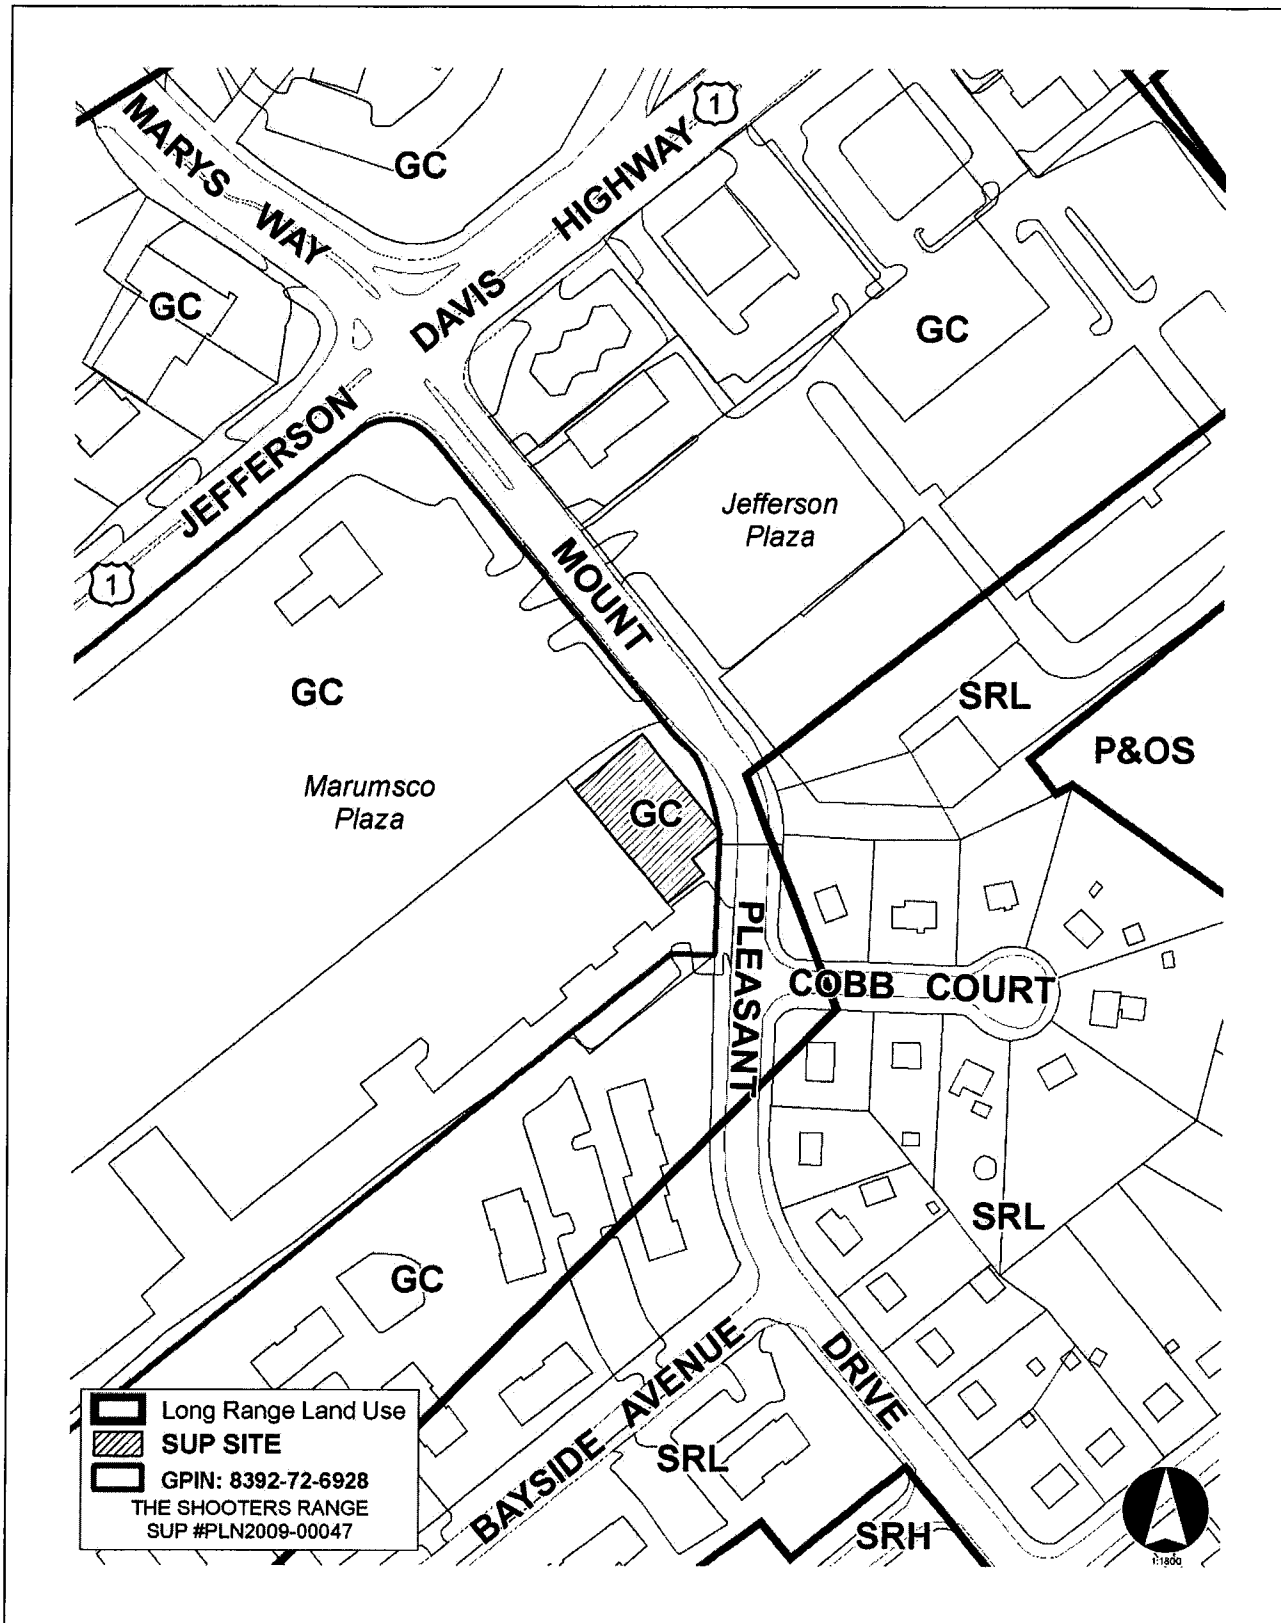 1
MARYS WAY
GC
HIGHWAY
DAVIS
GC
GC
JEFFERSON
Jefferson
Plaza
1
MOUNT
GC
SRL
P&OS
Marumsco
Plaza
GC
PLEASANT
COBB COURT
SRL
GC
DRIVE
BAYSIDE AVENUE
SRL
SRH
Long Range Land Use
SUP SITE
GPIN: 8392-72-6928
THE SHOOTERS RANGE
SUP #PLN2009-00047
1:1800